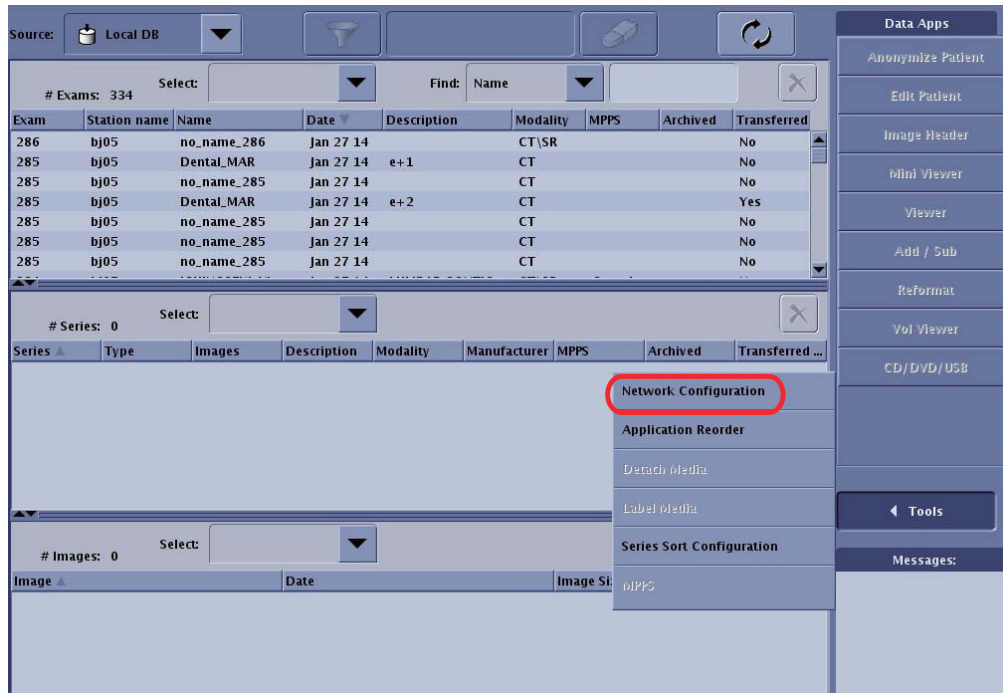 Source: Local DB
Data Apps
Anonymize Patient
Edit Patient
Image Header
Mini Viewer
Viewer
Add / Sub
Reformat
Vol Viewer
CD/DVD/USB
# Exams: 334 Select: Find: Name
Exam Station name Name Date Description Modality MPPS Archived Transferred
286 bj05 no_name_286 Jan 27 14 CT\SR No
285 bj05 Dental_MAR Jan 27 14 e+1 CT No
285 bj05 no_name_285 Jan 27 14 CT No
285 bj05 Dental_MAR Jan 27 14 e+2 CT Yes
285 bj05 no_name_285 Jan 27 14 CT No
285 bj05 no_name_285 Jan 27 14 CT No
285 bj05 no_name_285 Jan 27 14 CT No
# Series: 0 Select:
Series Type Images Description Modality Manufacturer MPPS Archived Transferred ...
Network Configuration
Application Reorder
Detach Media
Label Media
Series Sort Configuration
MPPS
Tools
Messages:
# Images: 0 Select:
Image Date Image Si